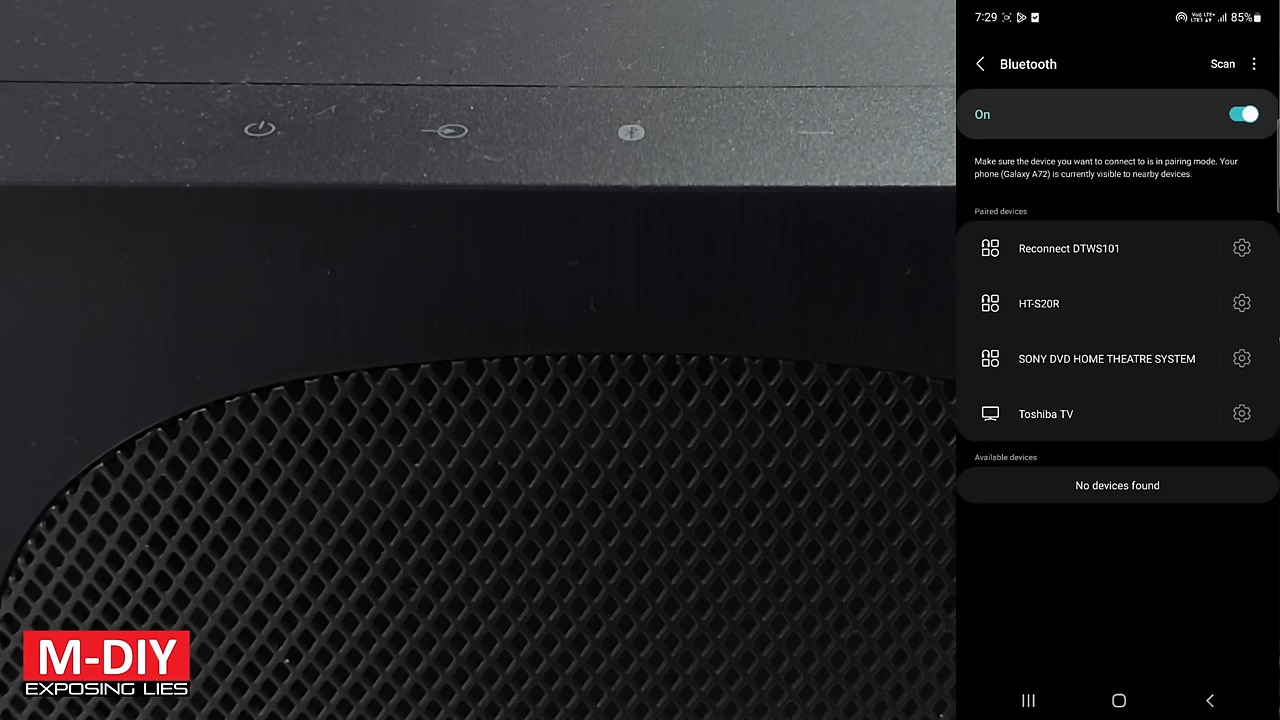 7:29
85%
Bluetooth
Scan
On
Make sure the device you want to connect to is in pairing mode. Your
phone (Galaxy A72) is currently visible to nearby devices.
Paired devices
Reconnect DTWS101
HT-S20R
SONY DVD HOME THEATRE SYSTEM
Toshiba TV
Available devices
No devices found
M-DIY
EXPOSING LIES